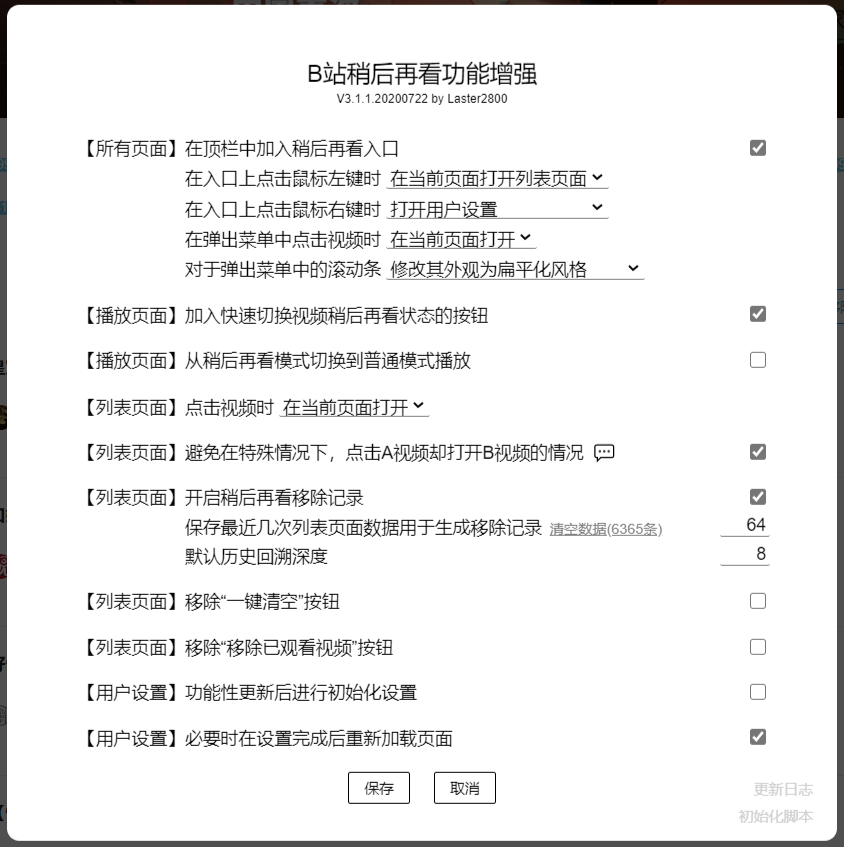 B站稍后再看功能增强
V3.1.1.20200722 by Laster2800
【所有页面】在顶栏中加入稍后再看入口
在入口上点击鼠标左键时 在当前页面打开列表页面
在入口上点击鼠标右键时 打开用户设置
在弹出菜单中点击视频时 在当前页面打开
对于弹出菜单中的滚动条 修改其外观为扁平化风格
【播放页面】加入快速切换视频稍后再看状态的按钮
【播放页面】从稍后再看模式切换到普通模式播放
【列表页面】点击视频时 在当前页面打开
【列表页面】避免在特殊情况下，点击A视频却打开B视频的情况
【列表页面】开启稍后再看移除记录
保存最近几次列表页面数据用于生成移除记录 清空数据(6365条) 64
默认历史回溯深度 8
【列表页面】移除“一键清空”按钮
【列表页面】移除“移除已观看视频”按钮
【用户设置】功能性更新后进行初始化设置
【用户设置】必要时在设置完成后重新加载页面
保存 取消
更新日志
初始化脚本